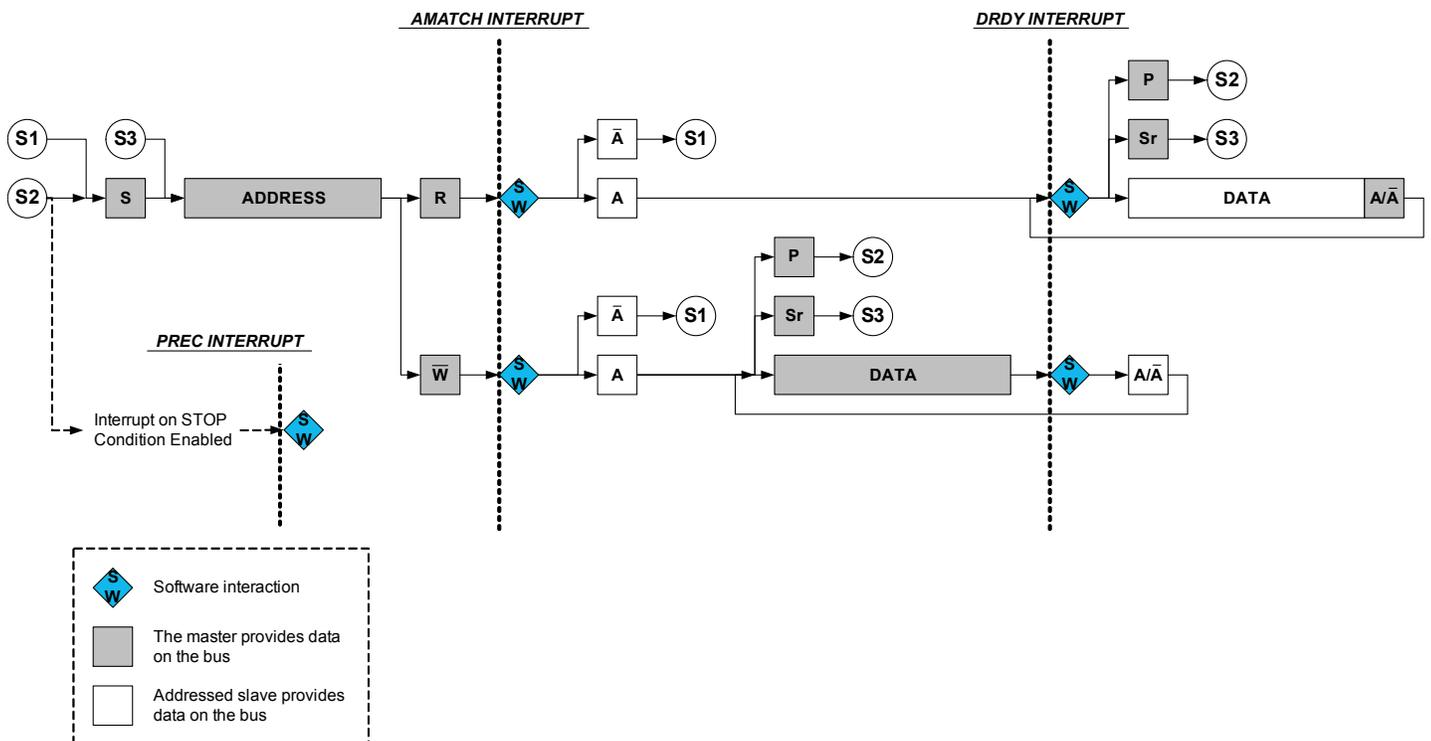 AMATCH INTERRUPT
DRDY INTERRUPT
P
S2
S1
S3
A̅
S1
Sr
S3
S2
S
ADDRESS
R
S
W
A
S
W
DATA
A/A̅
P
S2
A̅
S1
Sr
S3
PREC INTERRUPT
W̅
S
W
A
DATA
S
W
A/A̅
Interrupt on STOP
Condition Enabled
S
W
S
W
Software interaction
The master provides data
on the bus
Addressed slave provides
data on the bus